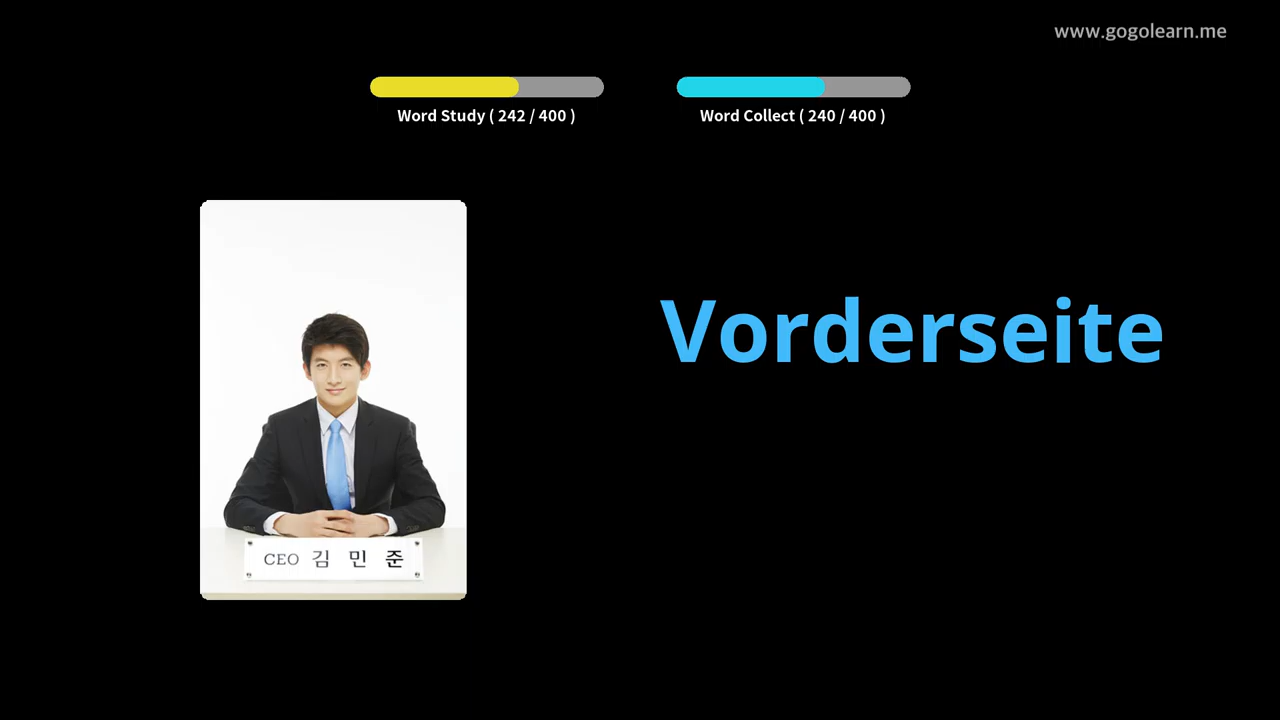 www.gogolearn.me
Word Study ( 242 / 400 )
Word Collect ( 240 / 400 )
Vorderseite
CEO 김 민 준